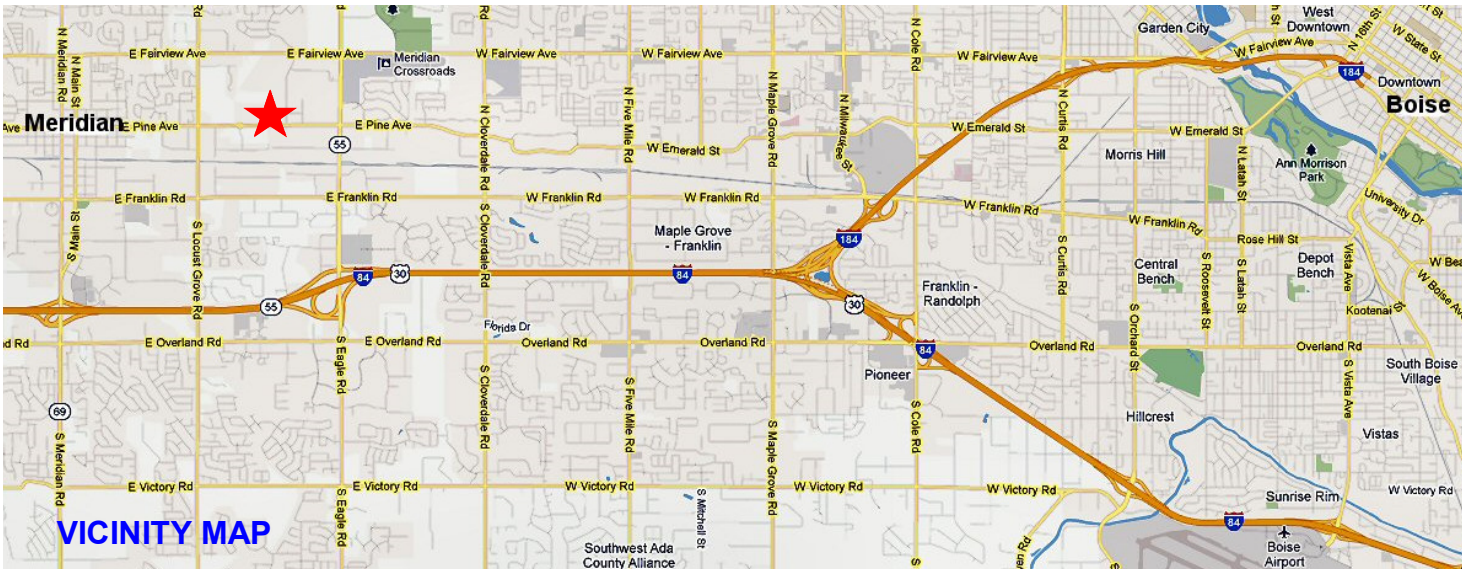 N Meridian Rd
N Main St
E Fairview Ave
E Fairview Ave
Meridian
Crossroads
W Fairview Ave
W Fairview Ave
N Cole Rd
W Fairview Ave
Garden City
West
Downtown
W Fairview Ave
N 16th St
W State St
184
Downtown
Boise
Ave
Meridian
E Pine Ave
E Pine Ave
55
N Cloverdale Rd
N Five Mile Rd
W Emerald St
N Maple Grove Rd
N Milwaukee St
W Emerald St
N Curtis Rd
W Emerald St
Morris Hill
N Latah St
Ann Morrison
Park
University Dr
E Franklin Rd
E Franklin Rd
W Franklin Rd
W Franklin Rd
W Franklin Rd
W Franklin Rd
S Main St
S Locust Grove Rd
S Cloverdale Rd
Maple Grove
- Franklin
184
S Curtis Rd
Rose Hill St
Central
Bench
S Roosevelt St
S Latah St
Depot
Bench
Vista Ave
W Bea
W Boise Ave
84
30
84
30
Franklin -
Randolph
55
Kootenai St
Florida Dr
nd Rd
E Overland Rd
E Overland Rd
Overland Rd
Overland Rd
84
Overland Rd
Overland Rd
S Eagle Rd
S Orchard St
Pioneer
South Boise
Village
S Cloverdale Rd
S Five Mile Rd
S Vista Ave
69
S Maple Grove Rd
S Cole Rd
Hillcrest
Vistas
S Meridian Rd
E Victory Rd
S Eagle Rd
E Victory Rd
W Victory Rd
S Mitchell St
W Victory Rd
W Victory Rd
Sunrise Rim
W Victory Rd
VICINITY MAP
84
Southwest Ada
County Alliance
ven Rd
Boise
Airport